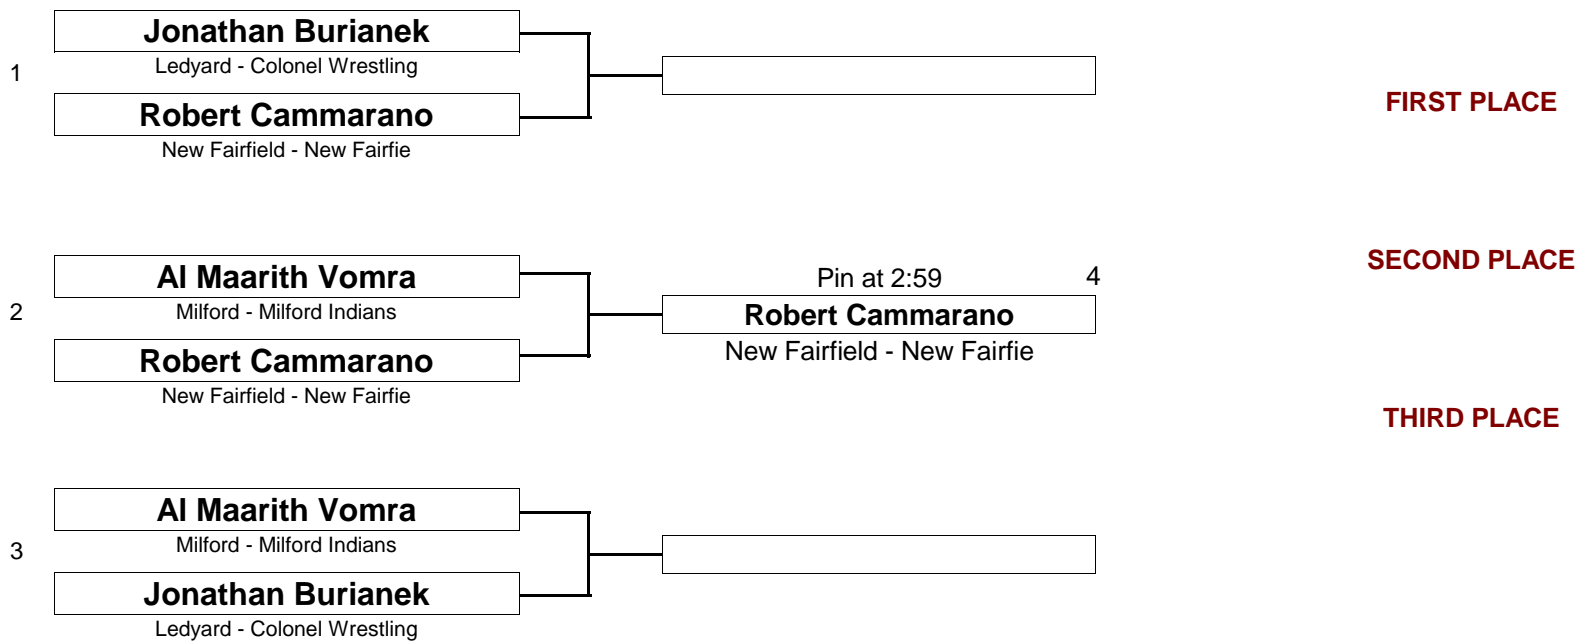 Jonathan Burianek
1
Ledyard - Colonel Wrestling
Robert Cammarano
New Fairfield - New Fairfie
FIRST PLACE
Al Maarith Vomra
2
Milford - Milford Indians
Robert Cammarano
New Fairfield - New Fairfie
Pin at 2:59 4
Robert Cammarano
New Fairfield - New Fairfie
SECOND PLACE
THIRD PLACE
Al Maarith Vomra
3
Milford - Milford Indians
Jonathan Burianek
Ledyard - Colonel Wrestling